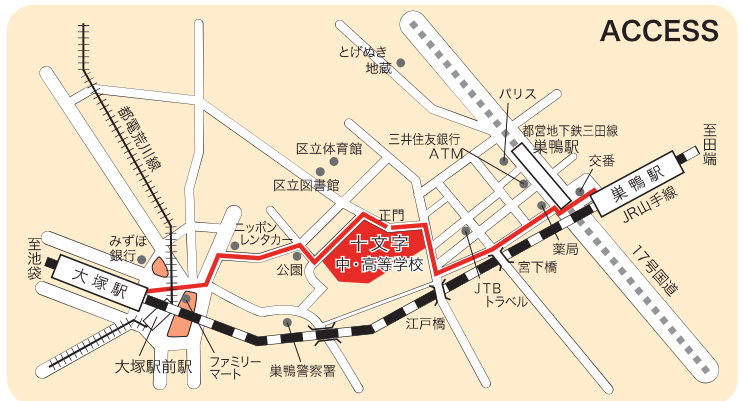 ACCESS
とげぬき
地蔵
パリス
都営地下鉄三田線
巣鴨駅
三井住友銀行
ATM
交番
至田端
巣鴨駅
JR山手線
都電荒川線
区立体育館
区立図書館
正門
ニッポン
レンタカー
十文字
中・高等学校
公園
みずほ
銀行
至池袋
大塚駅
薬局
宮下橋
17号国道
JTB
トラベル
江戸橋
大塚駅前駅
ファミリー
マート
巣鴨警察署